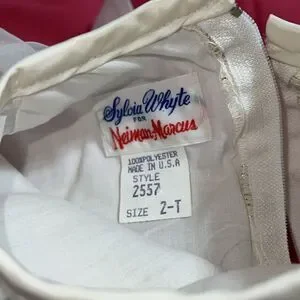 Sylvia Whyte
FOR
Neiman-Marcus
100%POLYESTER
MADE IN U.S.A
STYLE
2557
SIZE 2-T